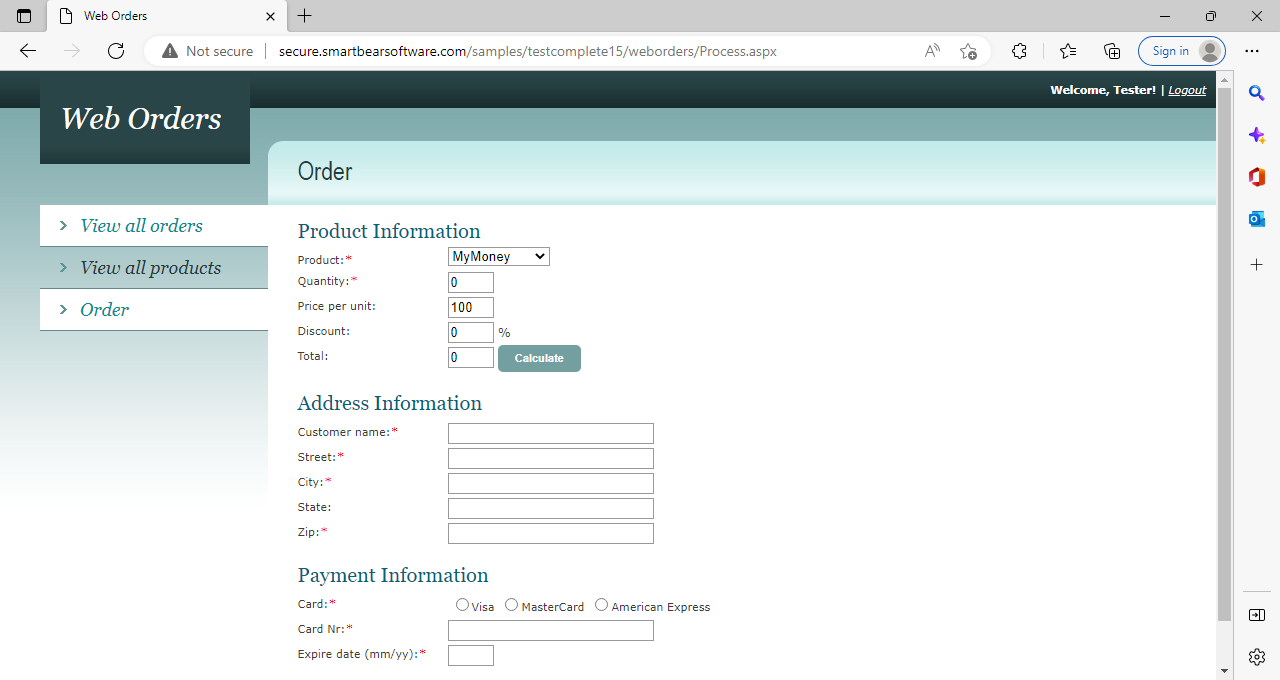 Web Orders
Not secure secure.smartbearsoftware.com/samples/testcomplete15/weborders/Process.aspx Sign in
Welcome, Tester! | Logout
Web Orders
Order
View all orders
View all products
Order
Product Information
Product:* MyMoney
Quantity:* 0
Price per unit: 100
Discount: 0 %
Total: 0 Calculate
Address Information
Customer name:*
Street:*
City:*
State:
Zip:*
Payment Information
Card:* Visa MasterCard American Express
Card Nr:*
Expire date (mm/yy):*